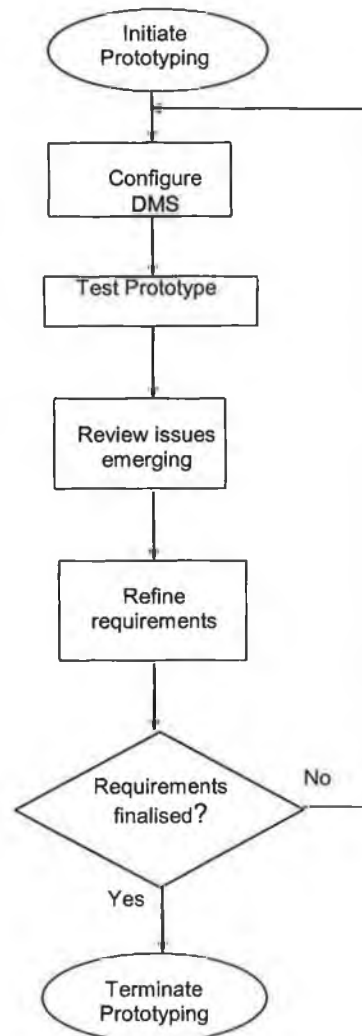 Initiate
Prototyping
Configure
DMS
Test Prototype
Review issues
emerging
Refine
requirements
Requirements
finalised?
No
Yes
Terminate
Prototyping